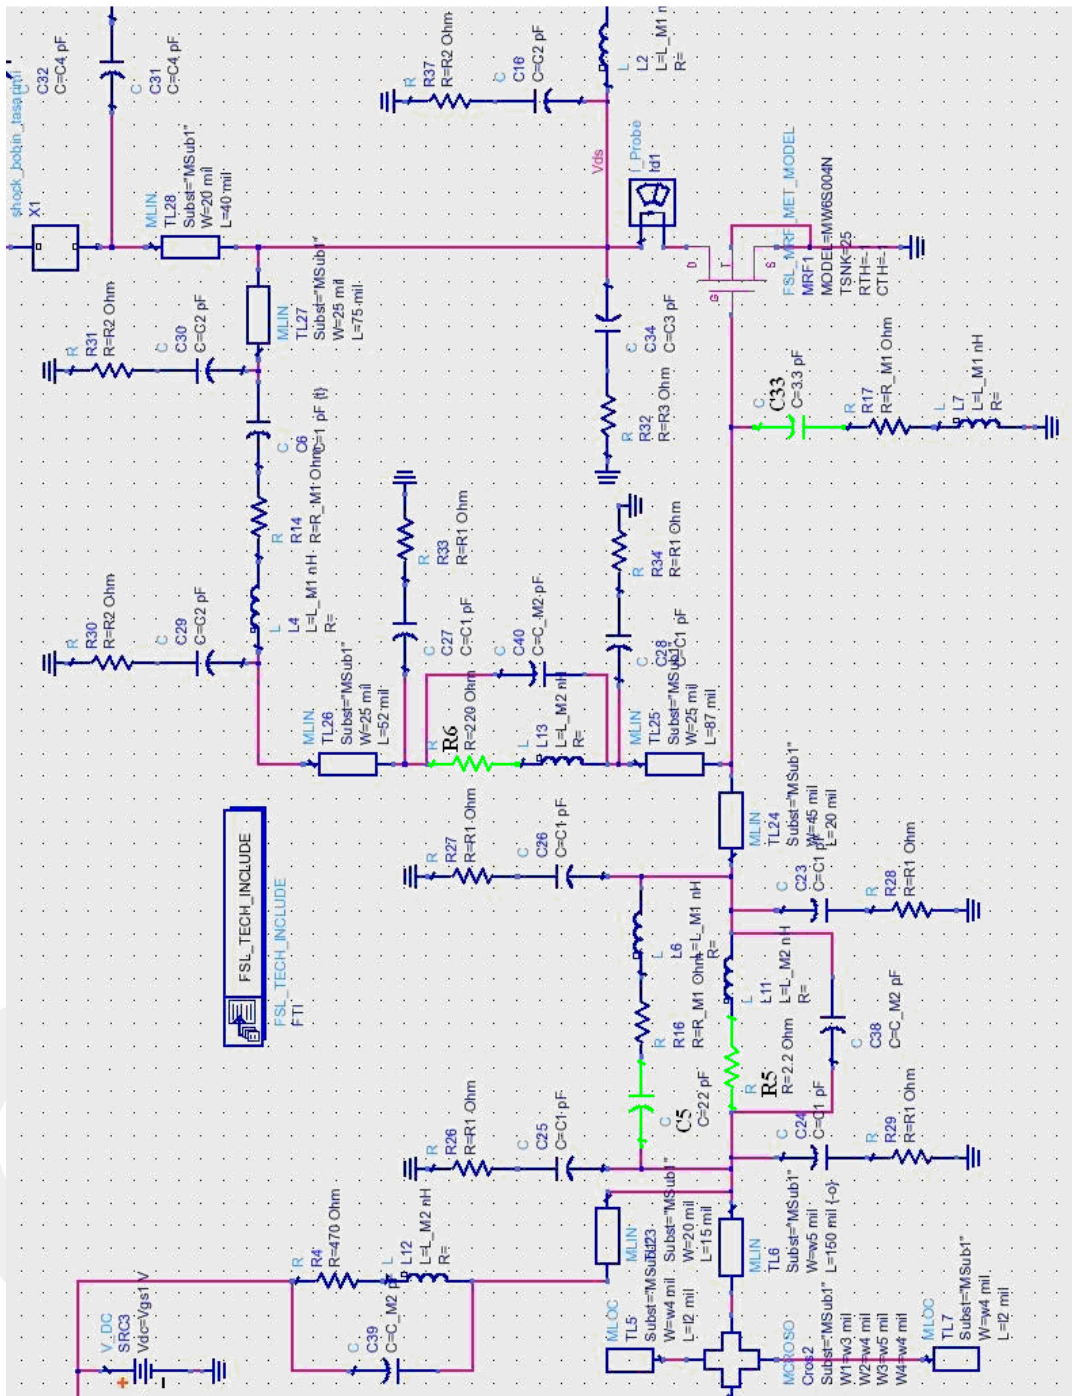 shock_bobin_tasarimi
X1
C
C32
C=C4 pF
C
C31
C=C4 pF
MLIN
TL28
Subst="MSub1"
W=20 mil
L=40 mil
R
R37
R=R2 Ohm
C
C16
C=C2 pF
L
L2
L=L_M1 n
R=
Vds
I_Probe
Id1
R
R31
R=R2 Ohm
C
C30
C=C2 pF
MLIN
TL27
Subst="MSub1"
W=25 mil
L=75 mil
C
C34
C=C3 pF
R
R32
R=R3 Ohm
D
T
S
G
FSL_MRF_MET_MODEL
MRF1
MODEL=MW6S004N
TSNK=25
RTH=-1
CTH=-1
C
C6
C=1 pF {t}
R
R14
R=R_M1 Ohm
L
L4
L=L_M1 nH
R=
C
C33
C=3.3 pF
R
R17
R=R_M1 Ohm
L
L7
L=L_M1 nH
R=
R
R30
R=R2 Ohm
C
C29
C=C2 pF
R
R33
R=R1 Ohm
C
C27
C=C1 pF
R
R34
R=R1 Ohm
C
C28
C=C1 pF
C
C40
C=C_M2 pF
MLIN
TL26
Subst="MSub1"
W=25 mil
L=52 mil
R
R6
R=220 Ohm
L
L13
L=L_M2 nH
R=
MLIN
TL25
Subst="MSub1"
W=25 mil
L=87 mil
FSL_TECH_INCLUDE
FSL_TECH_INCLUDE
FTI
R
R27
R=R1 Ohm
C
C26
C=C1 pF
MLIN
TL24
Subst="MSub1"
W=45 mil
L=20 mil
C
C23
C=C1 pF
R
R28
R=R1 Ohm
L
L6
L=L_M1 nH
R=
R
R16
R=R_M1 Ohm
C
C5
C=22 pF
L
L11
L=L_M2 nH
R=
R
R5
R=2.2 Ohm
C
C38
C=C_M2 pF
R
R26
R=R1 Ohm
C
C25
C=C1 pF
C
C24
C=C1 pF
R
R29
R=R1 Ohm
V_DC
SRC3
Vdc=Vgs1 V
+
-
R
R4
R=470 Ohm
L
L12
L=L_M2 nH
R=
C
C39
C=C_M2 pF
MLIN
TL23
Subst="MSub1"
W=20 mil
L=15 mil
MLIN
TL6
Subst="MSub1"
W=w5 mil
L=150 mil {-o}
MLOC
TL5
Subst="MSub1"
W=w4 mil
L=l2 mil
MCROSO
Cros2
Subst="MSub1"
W1=w3 mil
W2=w4 mil
W3=w5 mil
W4=w4 mil
MLOC
TL7
Subst="MSub1"
W=w4 mil
L=l2 mil